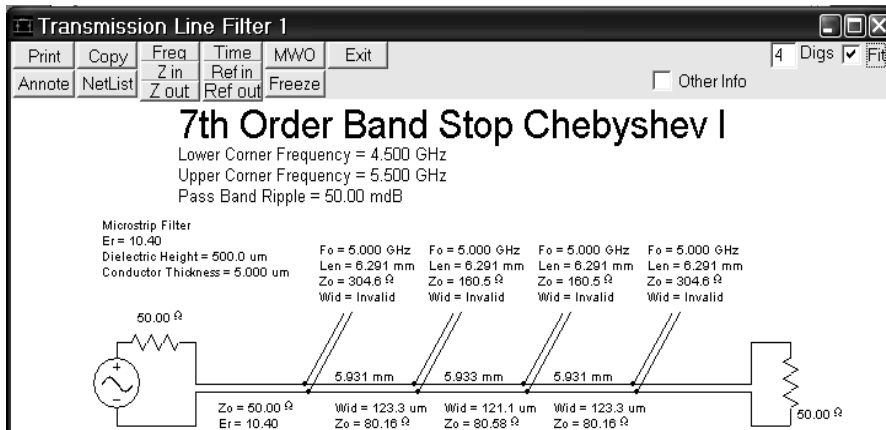 Transmission Line Filter 1
Print Copy Freq Time MWO Exit 4 Digs Fit
Z in Ref in
Annote NetList Z out Ref out Freeze Other Info
7th Order Band Stop Chebyshev I
Lower Corner Frequency = 4.500 GHz
Upper Corner Frequency = 5.500 GHz
Pass Band Ripple = 50.00 mdB
Microstrip Filter
Er = 10.40
Dielectric Height = 500.0 um
Conductor Thickness = 5.000 um
Fo = 5.000 GHz Fo = 5.000 GHz Fo = 5.000 GHz Fo = 5.000 GHz
Len = 6.291 mm Len = 6.291 mm Len = 6.291 mm Len = 6.291 mm
Zo = 304.6 Ω Zo = 160.5 Ω Zo = 160.5 Ω Zo = 304.6 Ω
Wid = Invalid Wid = Invalid Wid = Invalid Wid = Invalid
50.00 Ω
5.931 mm 5.933 mm 5.931 mm
Zo = 50.00 Ω Wid = 123.3 um Wid = 121.1 um Wid = 123.3 um
Er = 10.40 Zo = 80.16 Ω Zo = 80.58 Ω Zo = 80.16 Ω
50.00 Ω